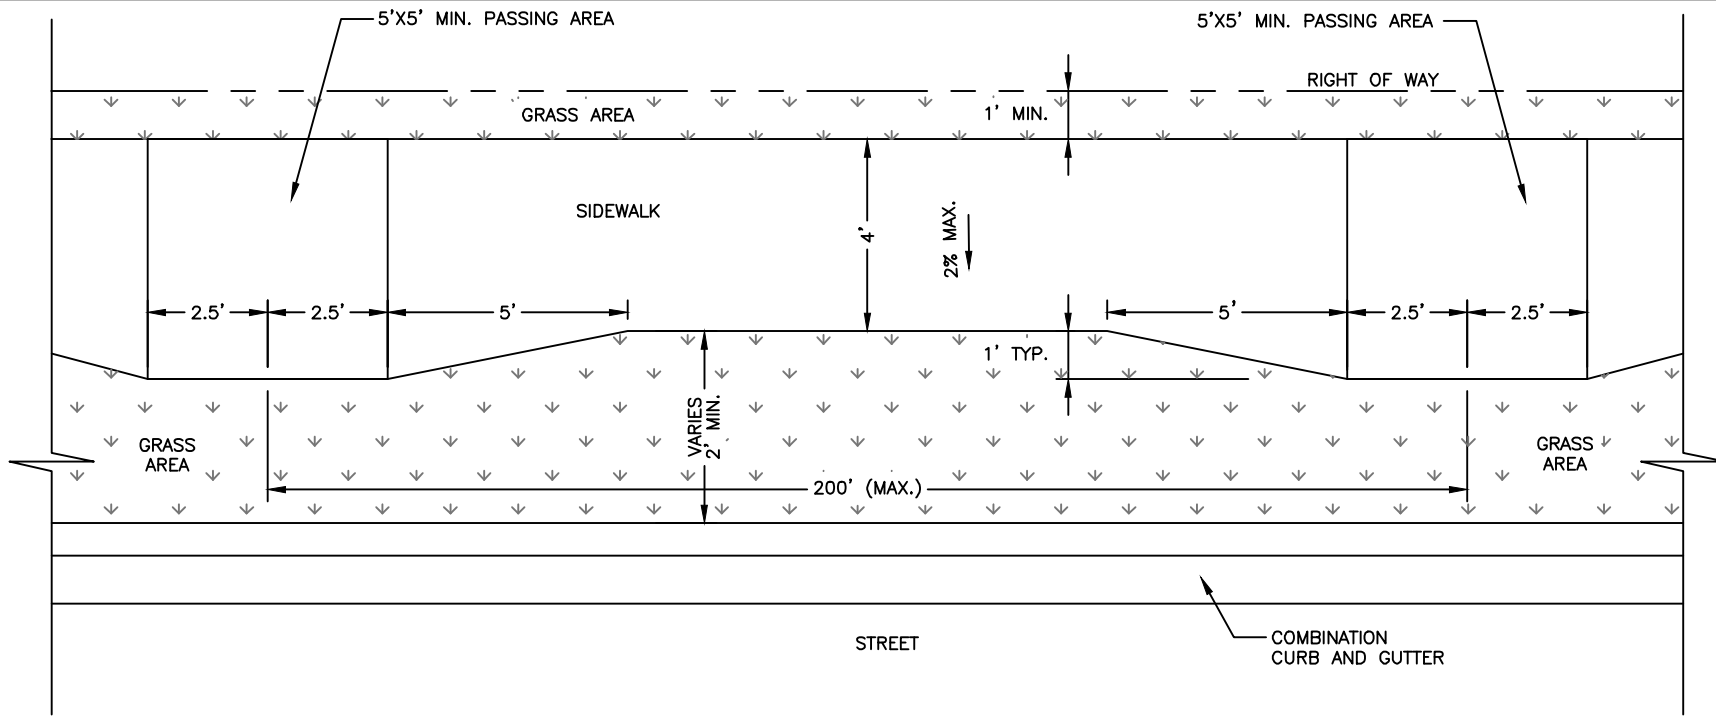 5'X5' MIN. PASSING AREA
5'X5' MIN. PASSING AREA
RIGHT OF WAY
GRASS AREA
1' MIN.
SIDEWALK
4'
2% MAX.
2.5'
2.5'
5'
5'
2.5'
2.5'
1' TYP.
VARIES
2' MIN.
GRASS
AREA
GRASS
AREA
200' (MAX.)
STREET
COMBINATION
CURB AND GUTTER